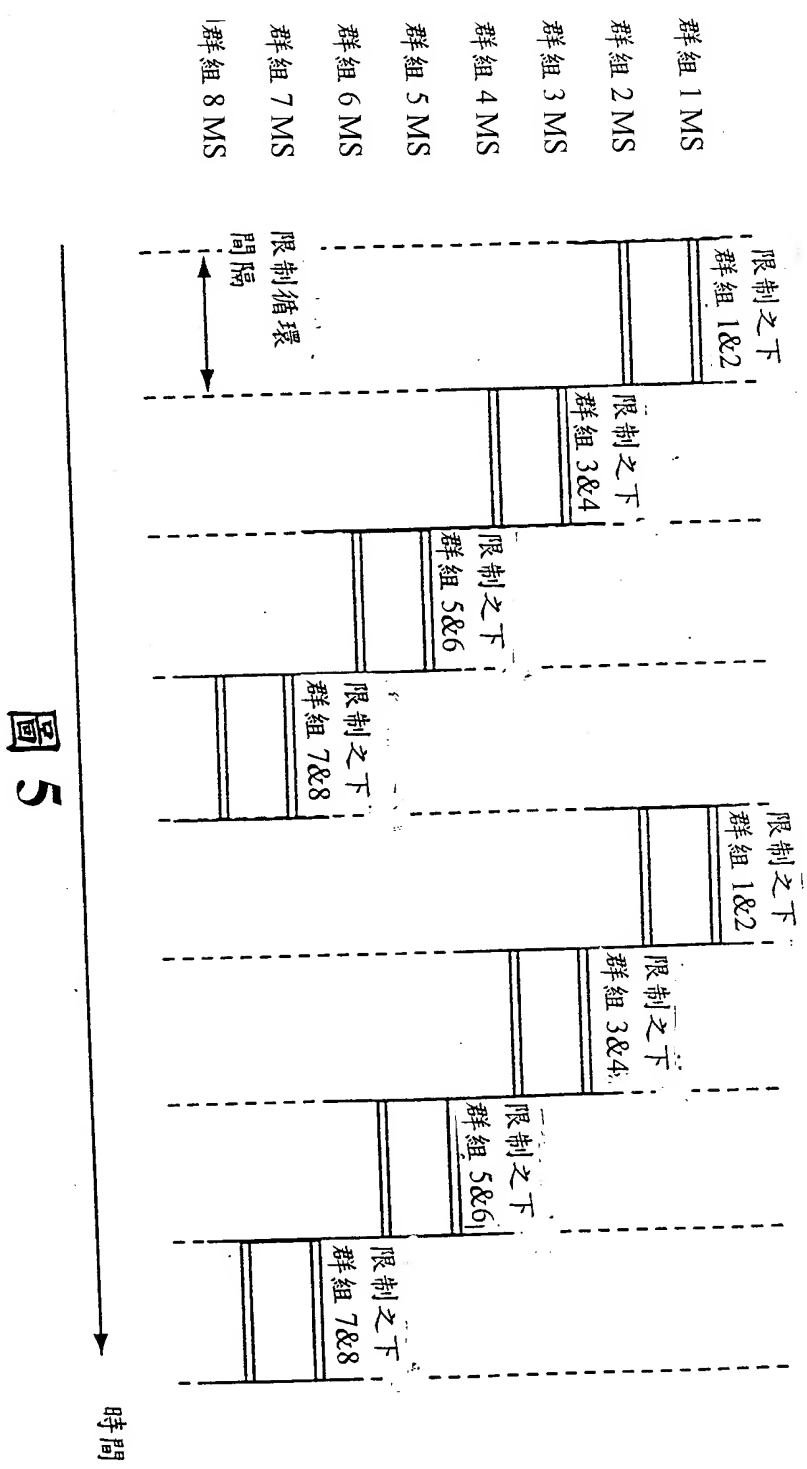 群組 1 MS
群組 2 MS
群組 3 MS
群組 4 MS
群組 5 MS
群組 6 MS
群組 7 MS
群組 8 MS
限制之下
群組 1&2
限制之下
群組 3&4
限制之下
群組 5&6
限制之下
群組 7&8
限制之下
群組 1&2
限制之下
群組 3&4
限制之下
群組 5&6
限制之下
群組 7&8
限制循環
間隔
時間
圖 5